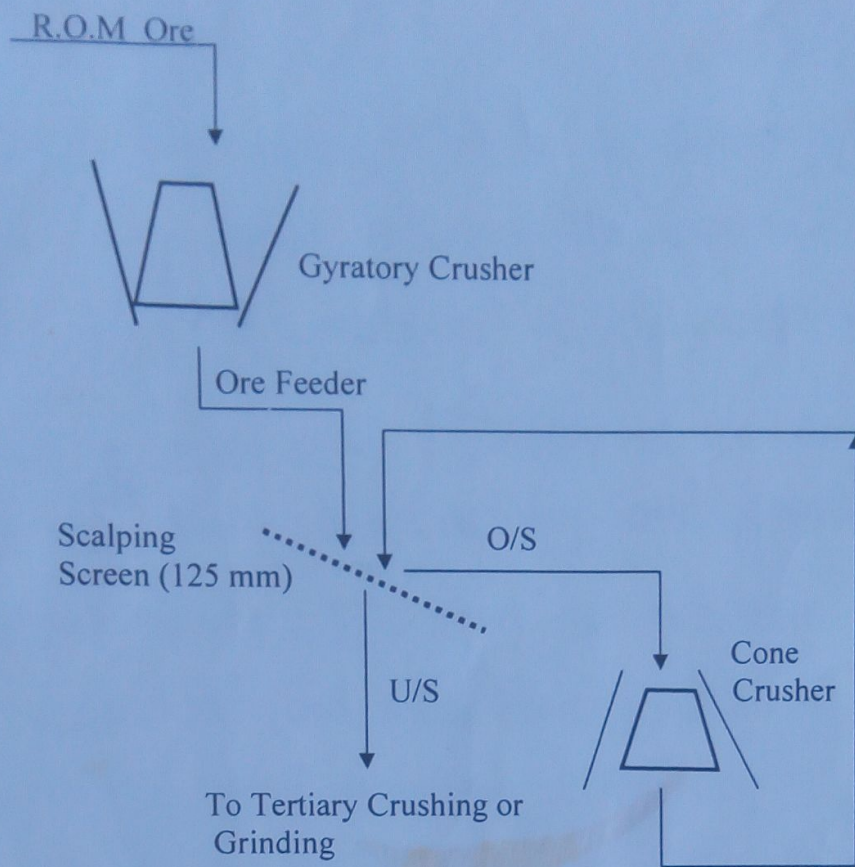 R.O.M Ore
Gyratory Crusher
Ore Feeder
Scalping
Screen (125 mm)
O/S
Cone
Crusher
U/S
To Tertiary Crushing or
Grinding